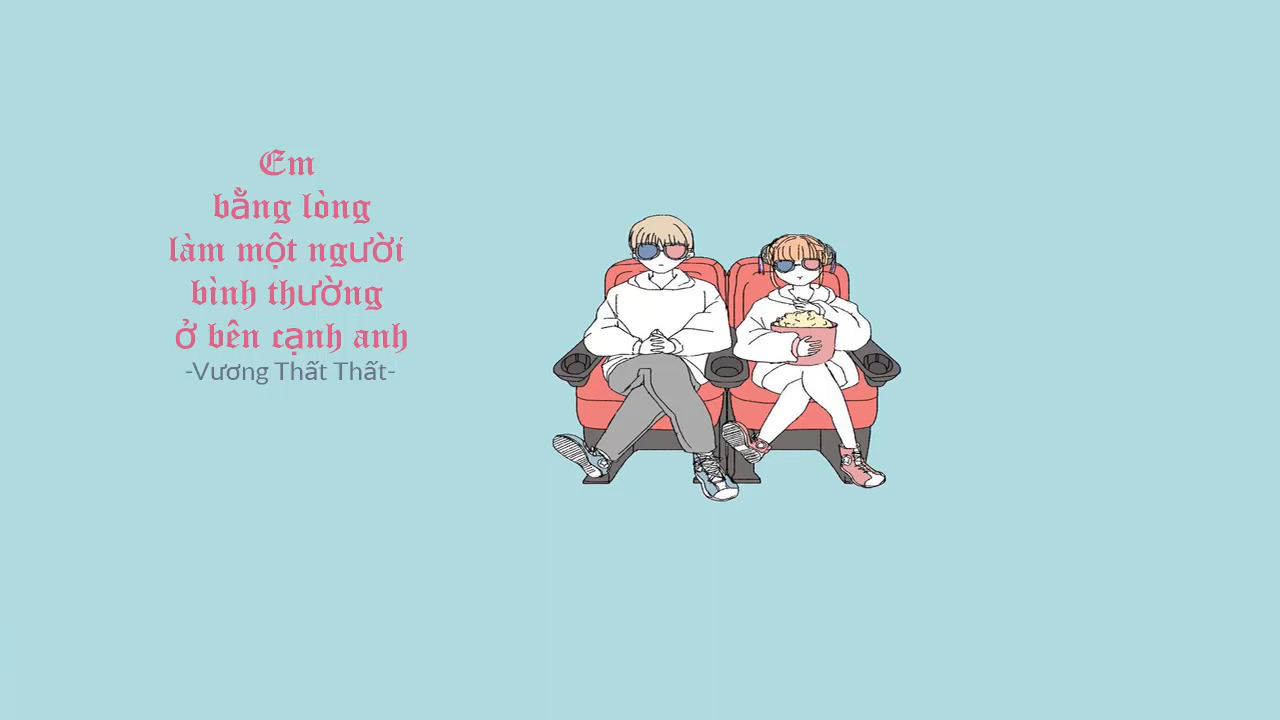 Em
bằng lòng
làm một người
bình thường
ở bên cạnh anh
-Vương Thất Thất-